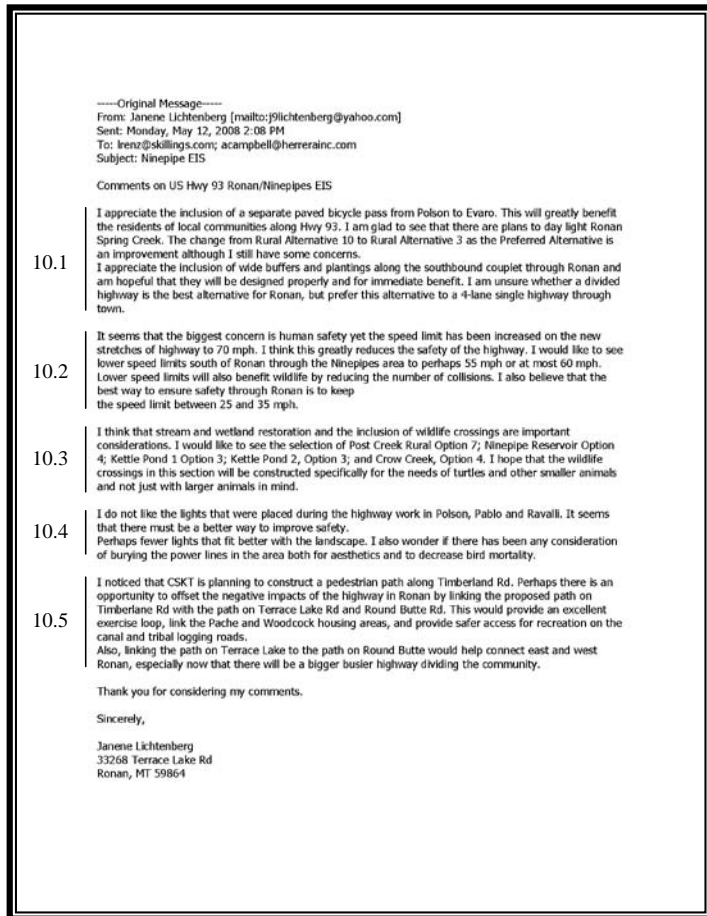 -----Original Message-----
From: Janene Lichtenberg [mailto:j9lichtenberg@yahoo.com]
Sent: Monday, May 12, 2008 2:08 PM
To: lrenz@skillings.com; acampbell@herrerainc.com
Subject: Ninepipe EIS
Comments on US Hwy 93 Ronan/Ninepipes EIS
10.1
I appreciate the inclusion of a separate paved bicycle pass from Polson to Evaro. This will greatly benefit
the residents of local communities along Hwy 93. I am glad to see that there are plans to day light Ronan
Spring Creek. The change from Rural Alternative 10 to Rural Alternative 3 as the Preferred Alternative is
an improvement although I still have some concerns.
I appreciate the inclusion of wide buffers and plantings along the southbound couplet through Ronan and
am hopeful that they will be designed properly and for immediate benefit. I am unsure whether a divided
highway is the best alternative for Ronan, but prefer this alternative to a 4-lane single highway through
town.
10.2
It seems that the biggest concern is human safety yet the speed limit has been increased on the new
stretches of highway to 70 mph. I think this greatly reduces the safety of the highway. I would like to see
lower speed limits south of Ronan through the Ninepipes area to perhaps 55 mph or at most 60 mph.
Lower speed limits will also benefit wildlife by reducing the number of collisions. I also believe that the
best way to ensure safety through Ronan is to keep
the speed limit between 25 and 35 mph.
10.3
I think that stream and wetland restoration and the inclusion of wildlife crossings are important
considerations. I would like to see the selection of Post Creek Rural Option 7; Ninepipe Reservoir Option
4; Kettle Pond 1 Option 3; Kettle Pond 2, Option 3; and Crow Creek, Option 4. I hope that the wildlife
crossings in this section will be constructed specifically for the needs of turtles and other smaller animals
and not just with larger animals in mind.
10.4
I do not like the lights that were placed during the highway work in Polson, Pablo and Ravalli. It seems
that there must be a better way to improve safety.
Perhaps fewer lights that fit better with the landscape. I also wonder if there has been any consideration
of burying the power lines in the area both for aesthetics and to decrease bird mortality.
10.5
I noticed that CSKT is planning to construct a pedestrian path along Timberland Rd. Perhaps there is an
opportunity to offset the negative impacts of the highway in Ronan by linking the proposed path on
Timberlane Rd with the path on Terrace Lake Rd and Round Butte Rd. This would provide an excellent
exercise loop, link the Pache and Woodcock housing areas, and provide safer access for recreation on the
canal and tribal logging roads.
Also, linking the path on Terrace Lake to the path on Round Butte would help connect east and west
Ronan, especially now that there will be a bigger busier highway dividing the community.
Thank you for considering my comments.
Sincerely,
Janene Lichtenberg
33268 Terrace Lake Rd
Ronan, MT 59864